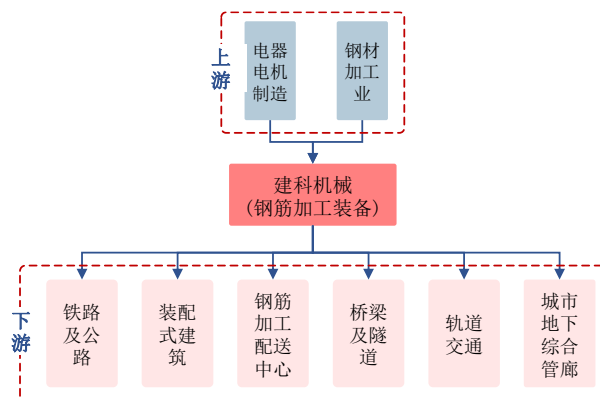 上
游
电器
电机
制造
钢材
加工
业
建科机械
（钢筋加工装备）
下
游
铁路
及公
路
装配
式建
筑
钢筋
加工
配送
中心
桥梁
及隧
道
轨道
交通
城市
地下
综合
管廊